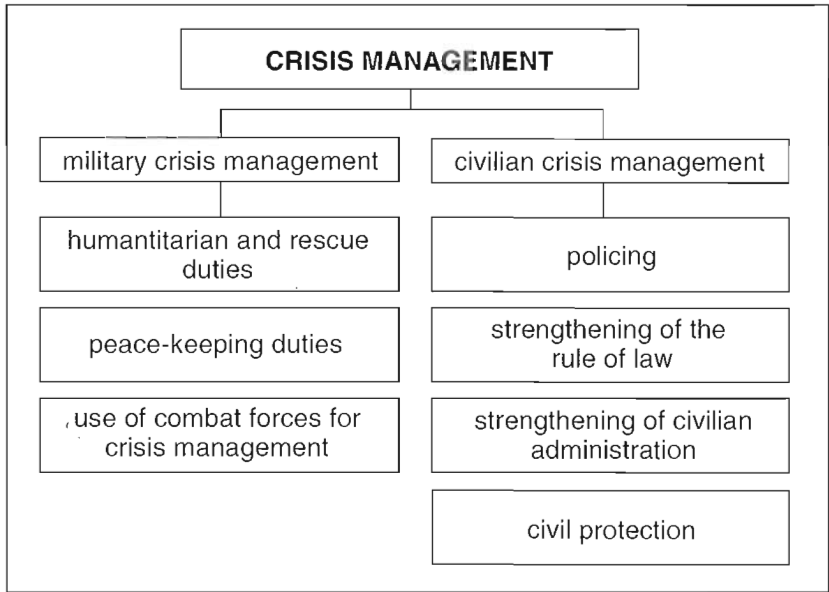 CRISIS MANAGEMENT
military crisis management
humantitarian and rescue
duties
peace-keeping duties
use of combat forces for
crisis management
civilian crisis management
policing
strengthening of the
rule of law
strengthening of civilian
administration
civil protection